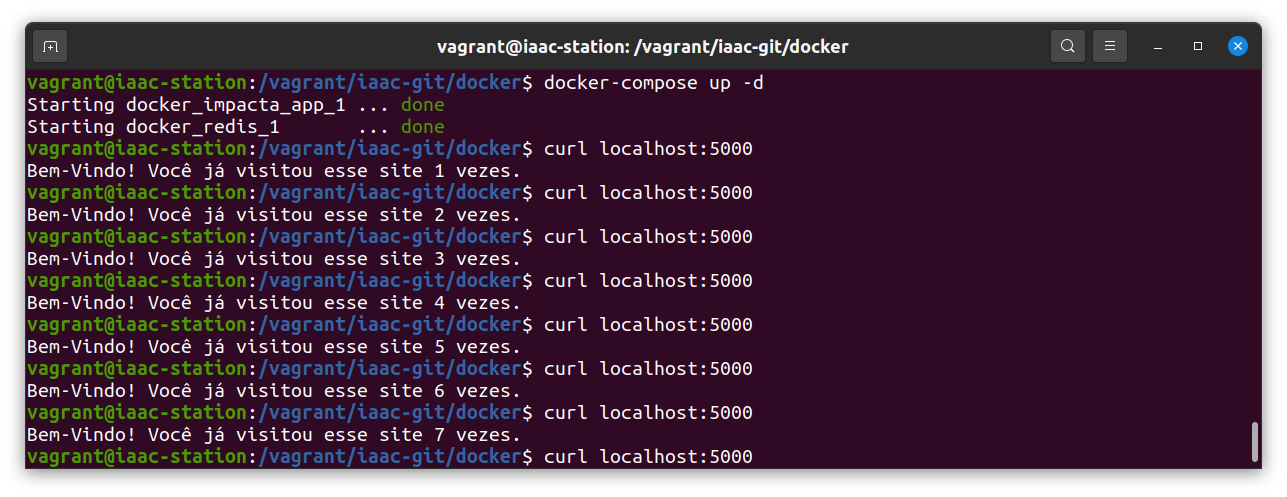 vagrant@iaac-station: /vagrant/iaac-git/docker
vagrant@iaac-station:/vagrant/iaac-git/docker$ docker-compose up -d
Starting docker_impacta_app_1 ... done
Starting docker_redis_1       ... done
vagrant@iaac-station:/vagrant/iaac-git/docker$ curl localhost:5000
Bem-Vindo! Você já visitou esse site 1 vezes.
vagrant@iaac-station:/vagrant/iaac-git/docker$ curl localhost:5000
Bem-Vindo! Você já visitou esse site 2 vezes.
vagrant@iaac-station:/vagrant/iaac-git/docker$ curl localhost:5000
Bem-Vindo! Você já visitou esse site 3 vezes.
vagrant@iaac-station:/vagrant/iaac-git/docker$ curl localhost:5000
Bem-Vindo! Você já visitou esse site 4 vezes.
vagrant@iaac-station:/vagrant/iaac-git/docker$ curl localhost:5000
Bem-Vindo! Você já visitou esse site 5 vezes.
vagrant@iaac-station:/vagrant/iaac-git/docker$ curl localhost:5000
Bem-Vindo! Você já visitou esse site 6 vezes.
vagrant@iaac-station:/vagrant/iaac-git/docker$ curl localhost:5000
Bem-Vindo! Você já visitou esse site 7 vezes.
vagrant@iaac-station:/vagrant/iaac-git/docker$ curl localhost:5000